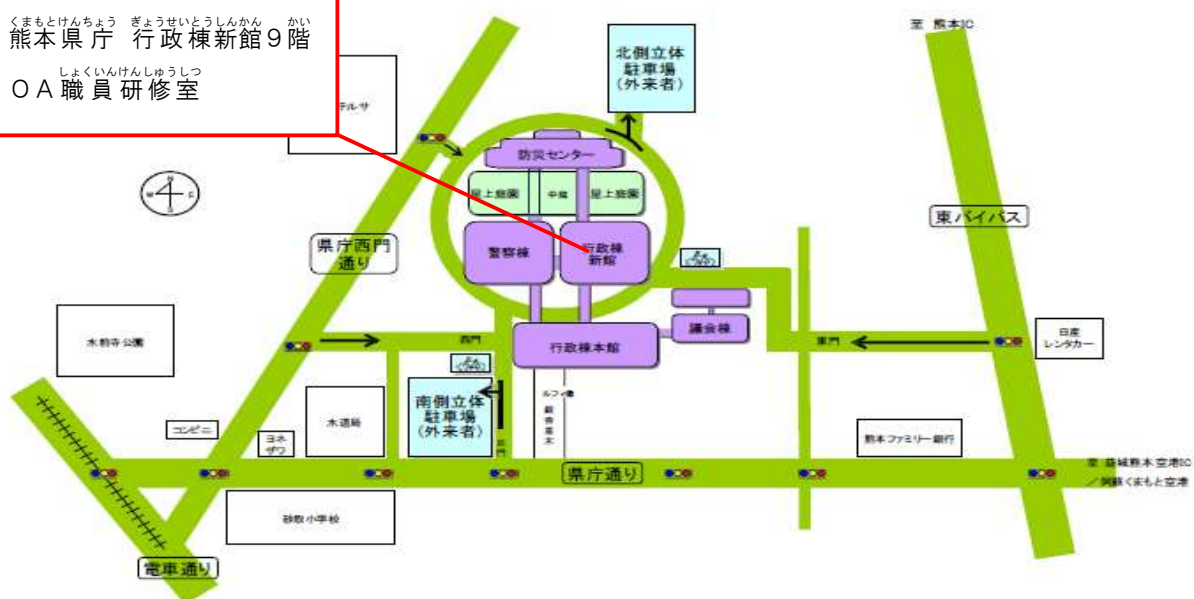 くまもとけんちょう ぎょうせいとうしんかん かい
熊本県庁 行政棟新館9階
しょくいんけんしゅうしつ
OA職員研修室
テルサ
北側立体
駐車場
(外来者)
至 熊本IC
防災センター
屋上庭園
中庭
屋上庭園
N
W
E
S
県庁西門
通り
警察棟
行政棟
新館
東バイパス
水前寺公園
西門
行政棟本館
議会棟
東門
日産
レンタカー
南側立体
駐車場
(外来者)
水道局
コンビニ
ヨネ
ザワ
正門
県庁通り
熊本ファミリー銀行
至 益城熊本空港IC
/阿蘇くまもと空港
砂取小学校
電車通り